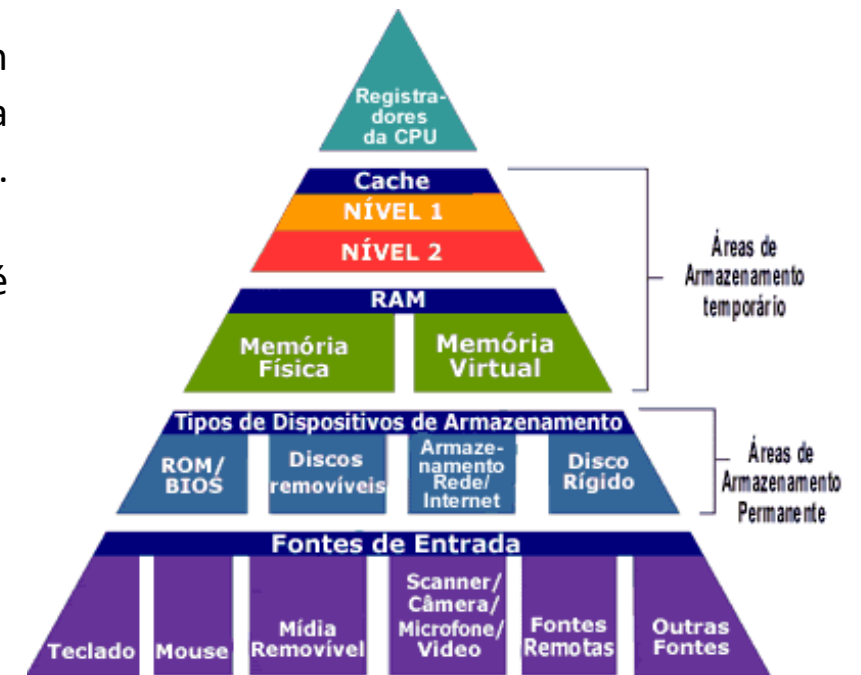 Registra-
dores
da CPU
Cache
NÍVEL 1
NÍVEL 2
RAM
Memória
Física
Memória
Virtual
Áreas de
Armazenamento
temporário
Tipos de Dispositivos de Armazenamento
ROM/
BIOS
Discos
removíveis
Armaze-
namento
Rede/
Internet
Disco
Rígido
Áreas de
Armazenamento
Permanente
Fontes de Entrada
Teclado
Mouse
Mídia
Removível
Scanner/
Câmera/
Microfone/
Video
Fontes
Remotas
Outras
Fontes
é